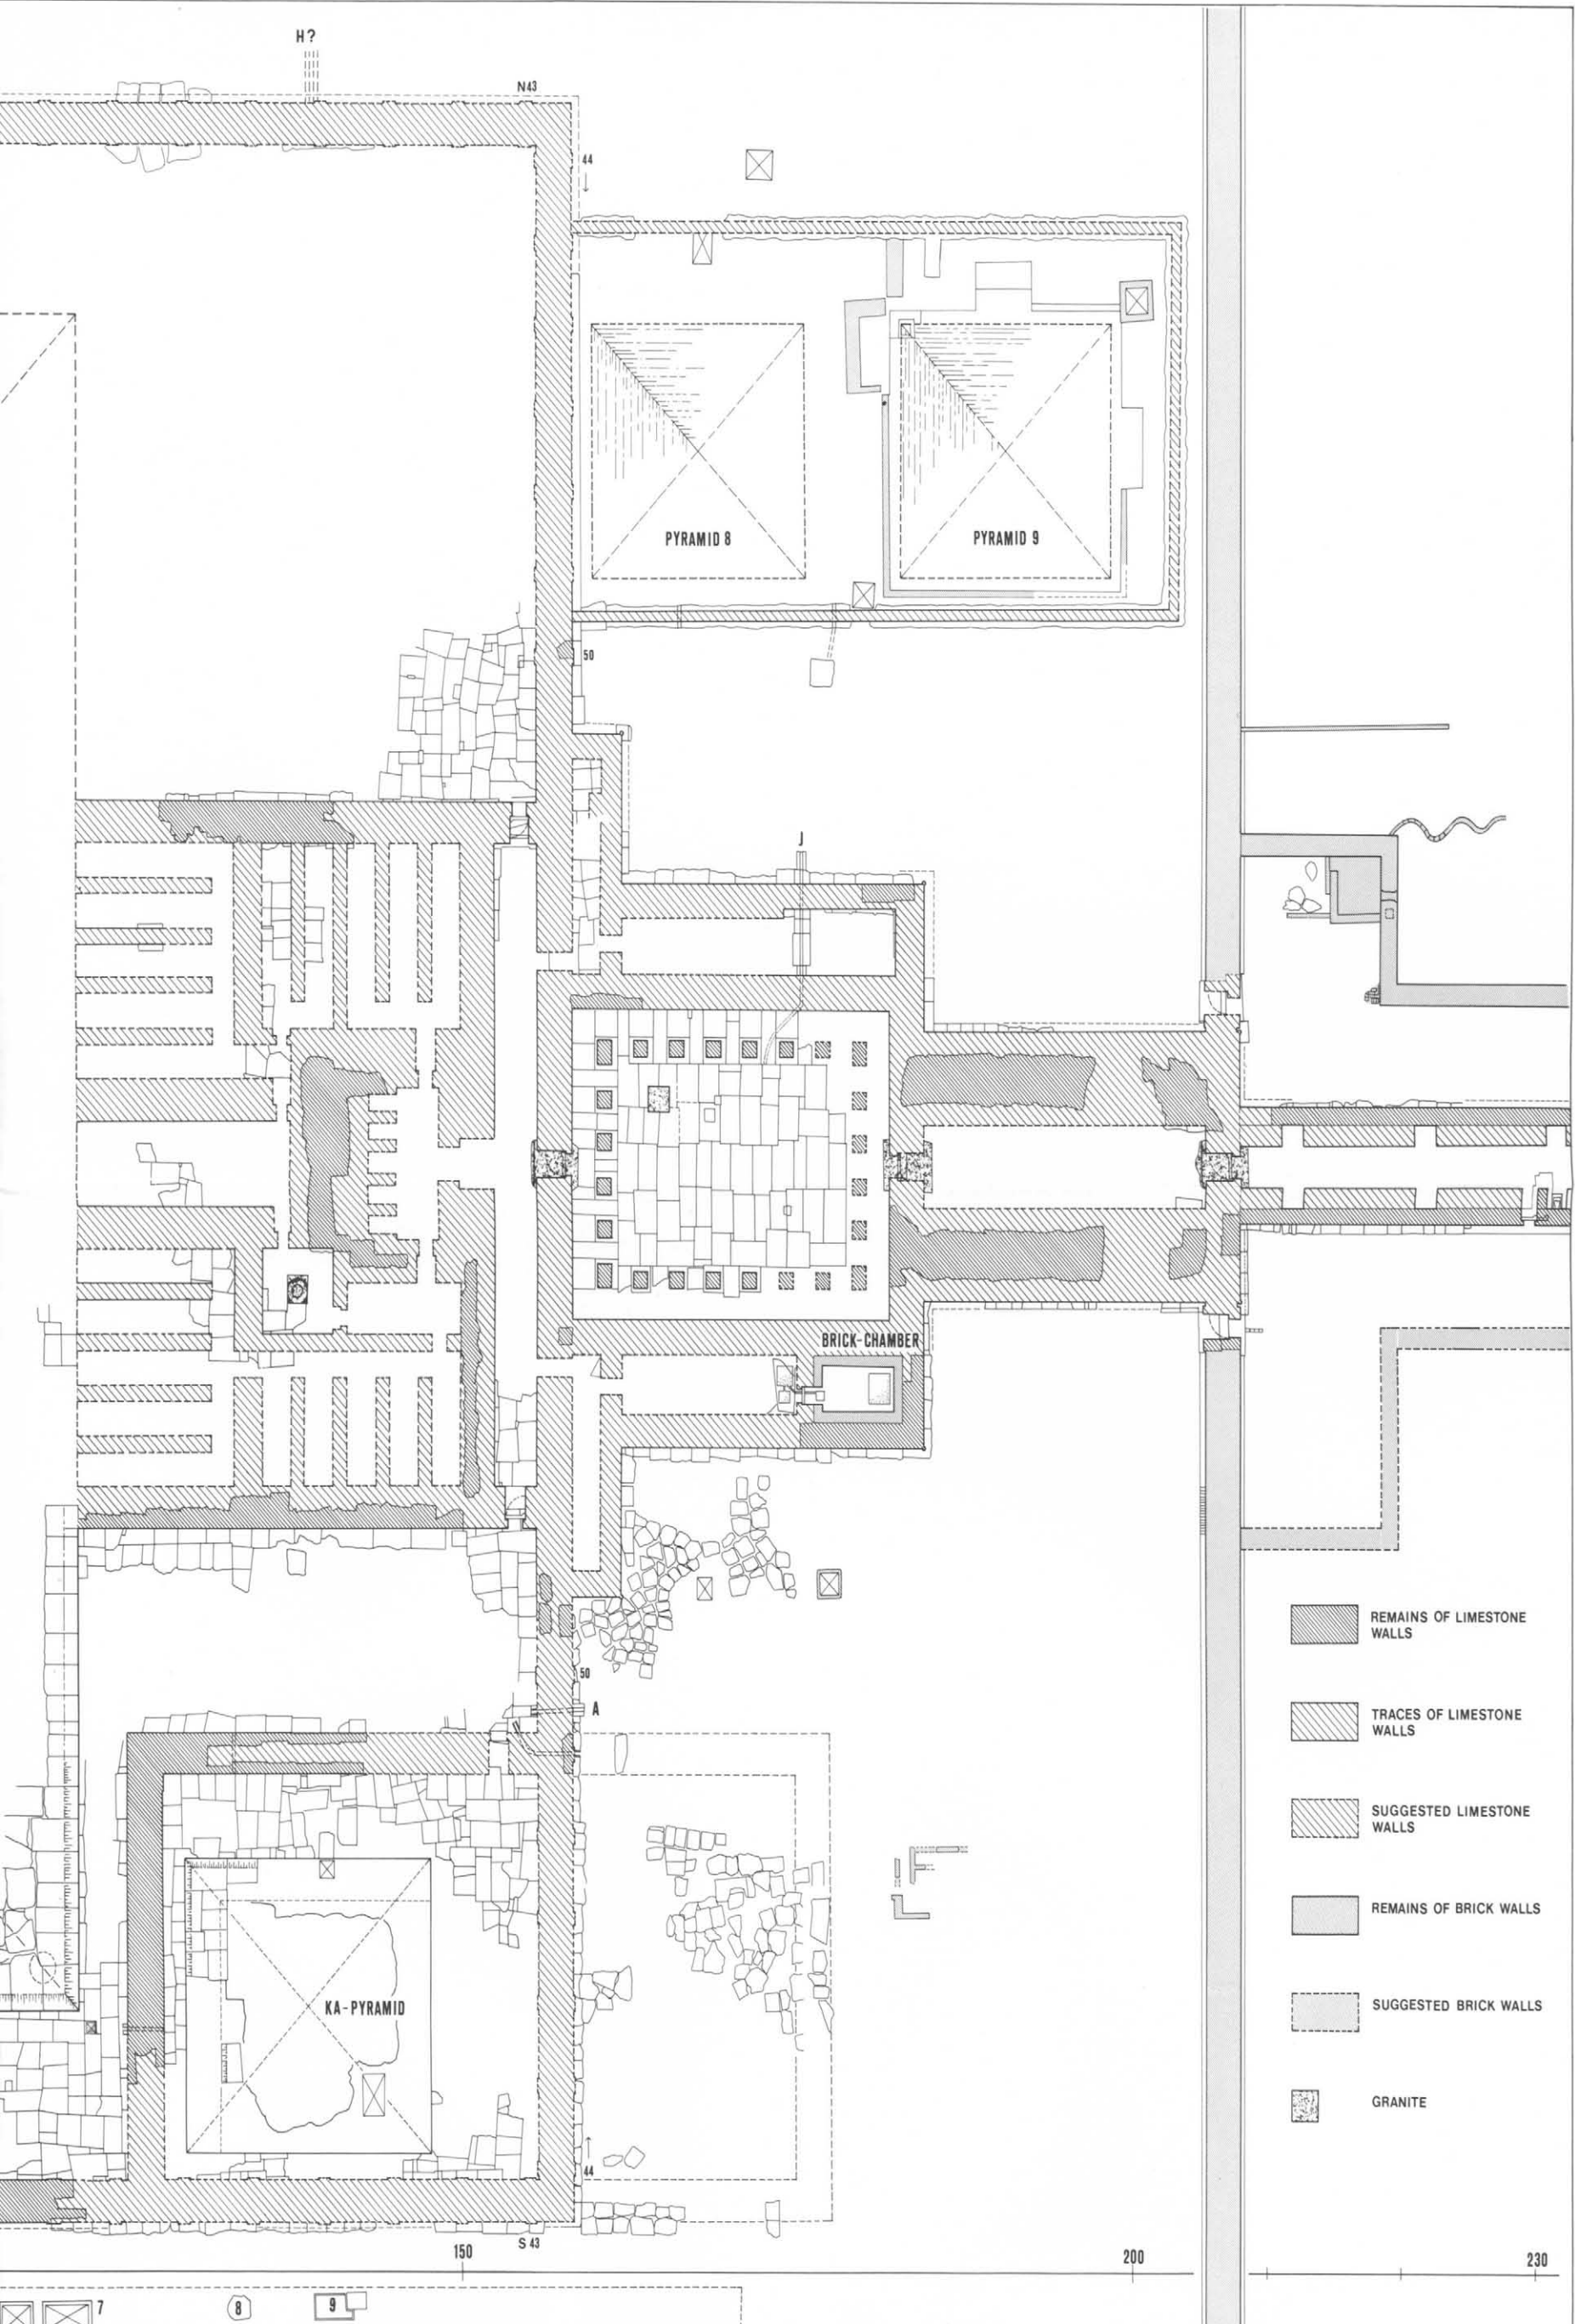 H?
N43
44
PYRAMID 8
PYRAMID 9
50
J
BRICK-CHAMBER
REMAINS OF LIMESTONE
WALLS
50
A
TRACES OF LIMESTONE
WALLS
SUGGESTED LIMESTONE
WALLS
REMAINS OF BRICK WALLS
KA-PYRAMID
SUGGESTED BRICK WALLS
GRANITE
44
S 43
150
200
230
7
8
9